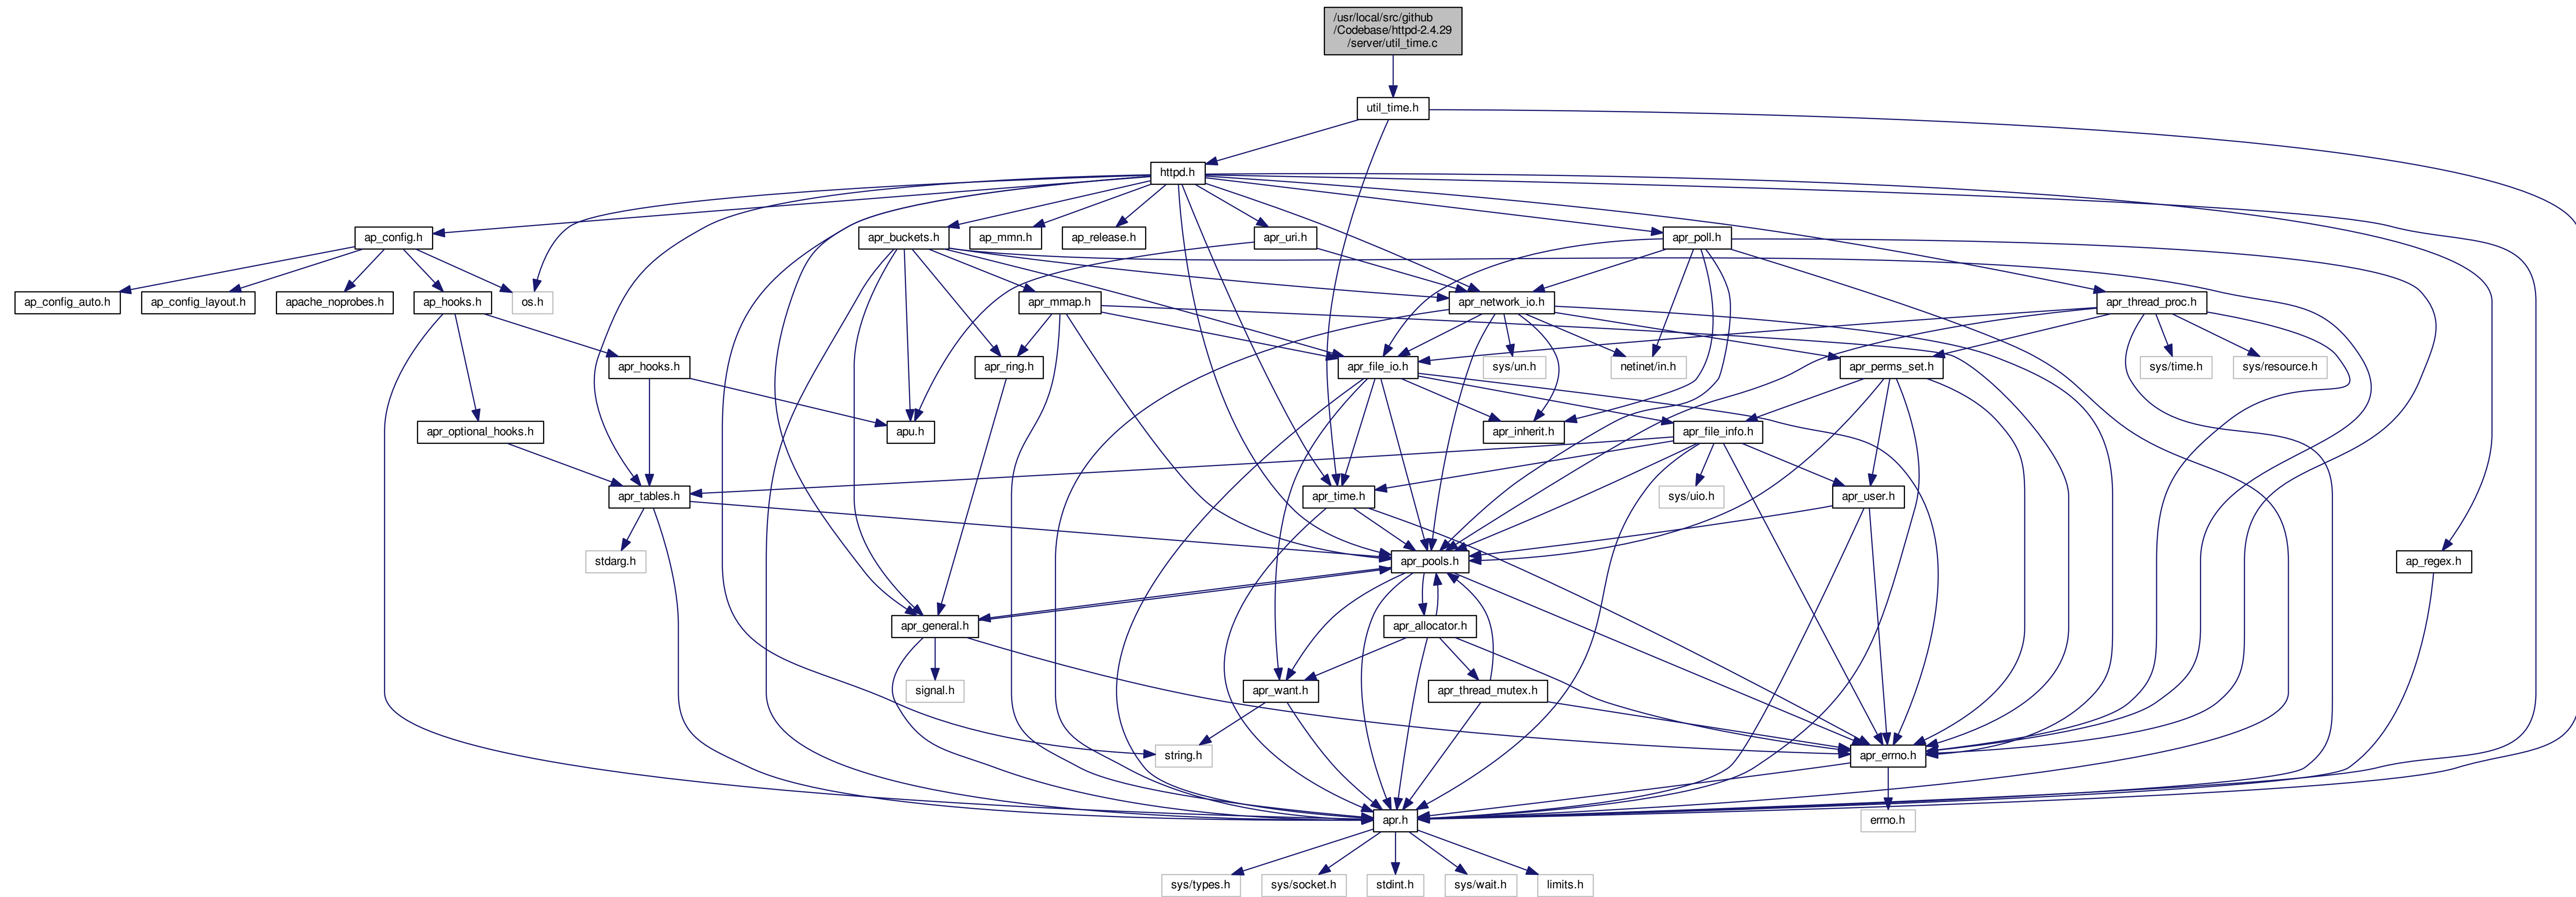 /usr/local/src/github
/Codebase/httpd-2.4.29
/server/util_time.c
util_time.h
httpd.h
ap_config.h
apr_buckets.h
ap_mmn.h
ap_release.h
apr_uri.h
apr_poll.h
ap_config_auto.h
ap_config_layout.h
apache_noprobes.h
ap_hooks.h
os.h
apr_mmap.h
apr_network_io.h
apr_thread_proc.h
apr_hooks.h
apr_ring.h
apr_file_io.h
sys/un.h
netinet/in.h
apr_perms_set.h
sys/time.h
sys/resource.h
apr_optional_hooks.h
apu.h
apr_inherit.h
apr_file_info.h
apr_tables.h
apr_time.h
sys/uio.h
apr_user.h
stdarg.h
apr_pools.h
ap_regex.h
apr_general.h
apr_allocator.h
signal.h
apr_want.h
apr_thread_mutex.h
string.h
apr_errno.h
apr.h
errno.h
sys/types.h
sys/socket.h
stdint.h
sys/wait.h
limits.h